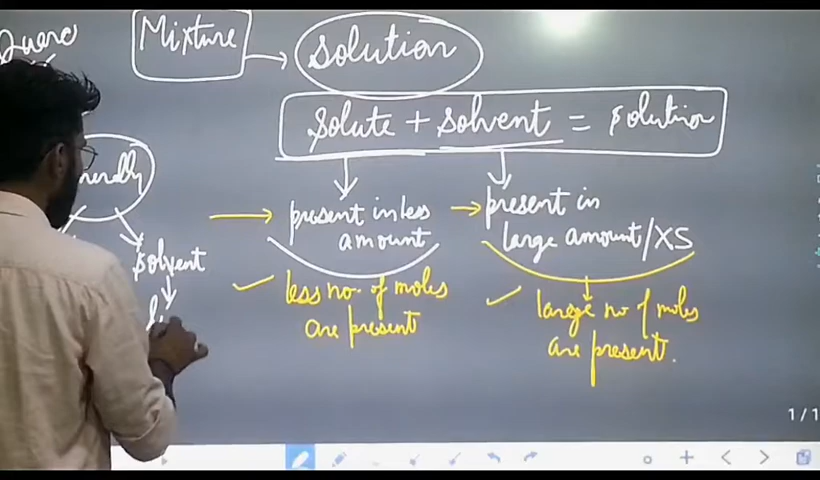 Mixture
Solution
Solute + Solvent = Solution
present in less
amount
present in
large amount/XS
Solvent
less no. of moles
are present
large no of moles
are present.
1/1